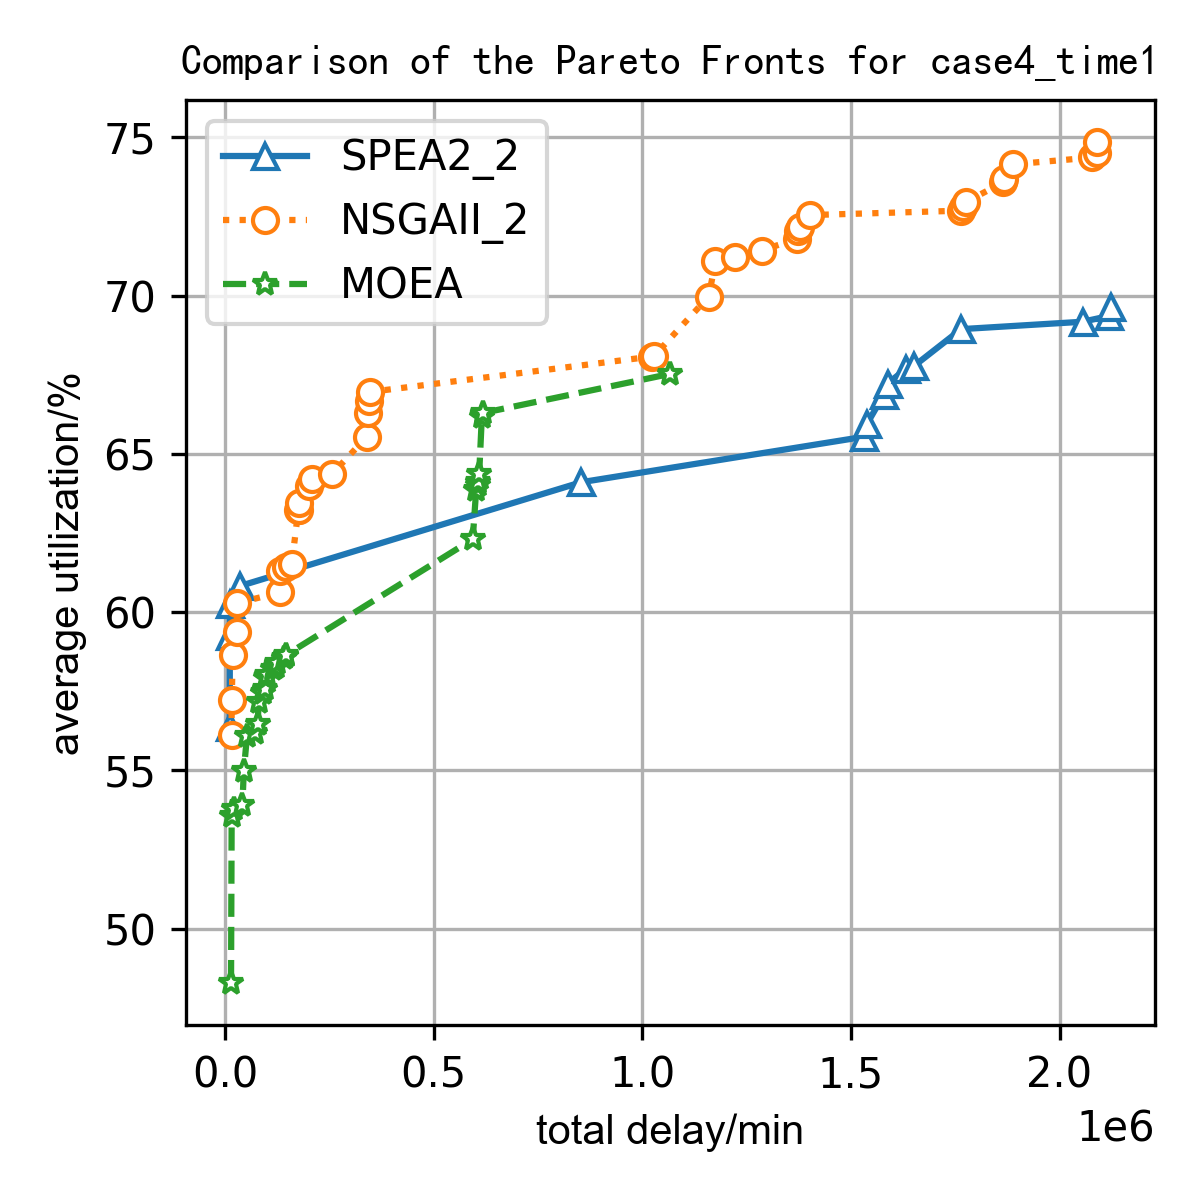 Comparison of the Pareto Fronts for case4_time1
SPEA2_2
NSGAII_2
MOEA
75
70
65
60
55
50
average utilization/%
0.0 0.5 1.0 1.5 2.0
1e6
total delay/min